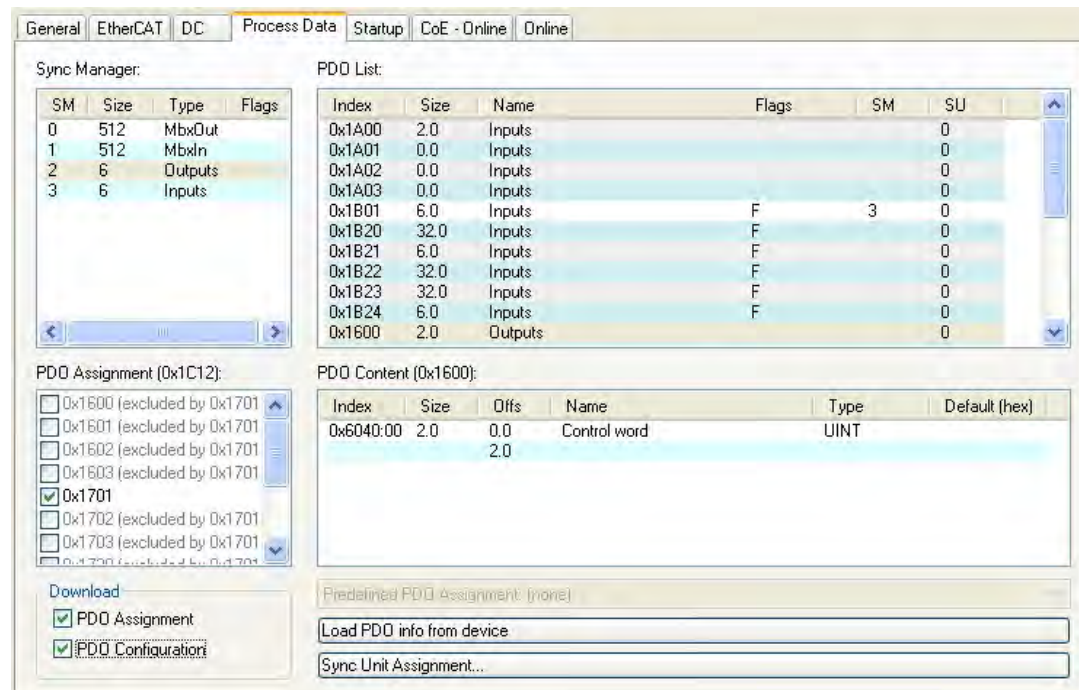 General EtherCAT DC Process Data Startup CoE - Online Online
Sync Manager:
SM Size Type Flags
0 512 MbxOut
1 512 MbxIn
2 6 Outputs
3 6 Inputs
PDO List:
Index Size Name Flags SM SU
0x1A00 2.0 Inputs 0
0x1A01 0.0 Inputs 0
0x1A02 0.0 Inputs 0
0x1A03 0.0 Inputs 0
0x1B01 6.0 Inputs F 3 0
0x1B20 32.0 Inputs F 0
0x1B21 6.0 Inputs F 0
0x1B22 32.0 Inputs F 0
0x1B23 32.0 Inputs F 0
0x1B24 6.0 Inputs F 0
0x1600 2.0 Outputs 0
PDO Assignment (0x1C12):
0x1600 (excluded by 0x1701
0x1601 (excluded by 0x1701
0x1602 (excluded by 0x1701
0x1603 (excluded by 0x1701
0x1701
0x1702 (excluded by 0x1701
0x1703 (excluded by 0x1701
PDO Content (0x1600):
Index Size Offs Name Type Default (hex)
0x6040:00 2.0 0.0 Control word UINT
2.0
Download
PDO Assignment
PDO Configuration
Predefined PDO Assignment: (none)
Load PDO info from device
Sync Unit Assignment...